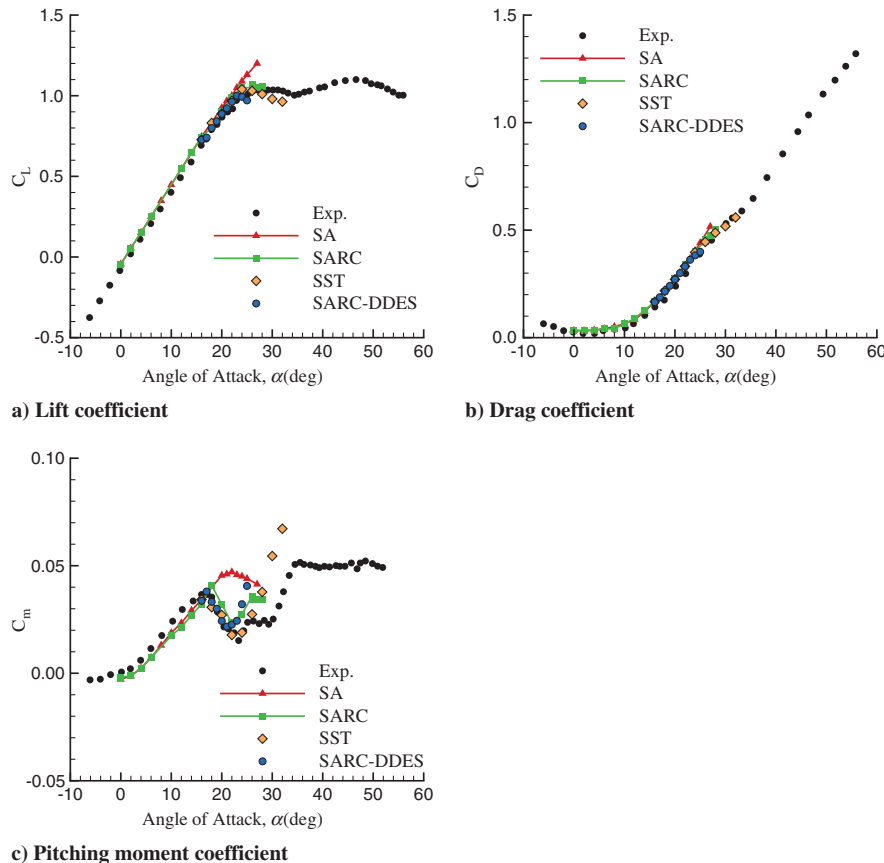 1.5
1.0
0.5
0.0
-0.5
C_L
Exp.
SA
SARC
SST
SARC-DDES
-10 0 10 20 30 40 50 60
Angle of Attack, α(deg)
a) Lift coefficient
1.5
1.0
0.5
0.0
C_D
Exp.
SA
SARC
SST
SARC-DDES
-10 0 10 20 30 40 50 60
Angle of Attack, α(deg)
b) Drag coefficient
0.10
0.05
0.00
-0.05
C_m
Exp.
SA
SARC
SST
SARC-DDES
-10 0 10 20 30 40 50 60
Angle of Attack, α(deg)
c) Pitching moment coefficient